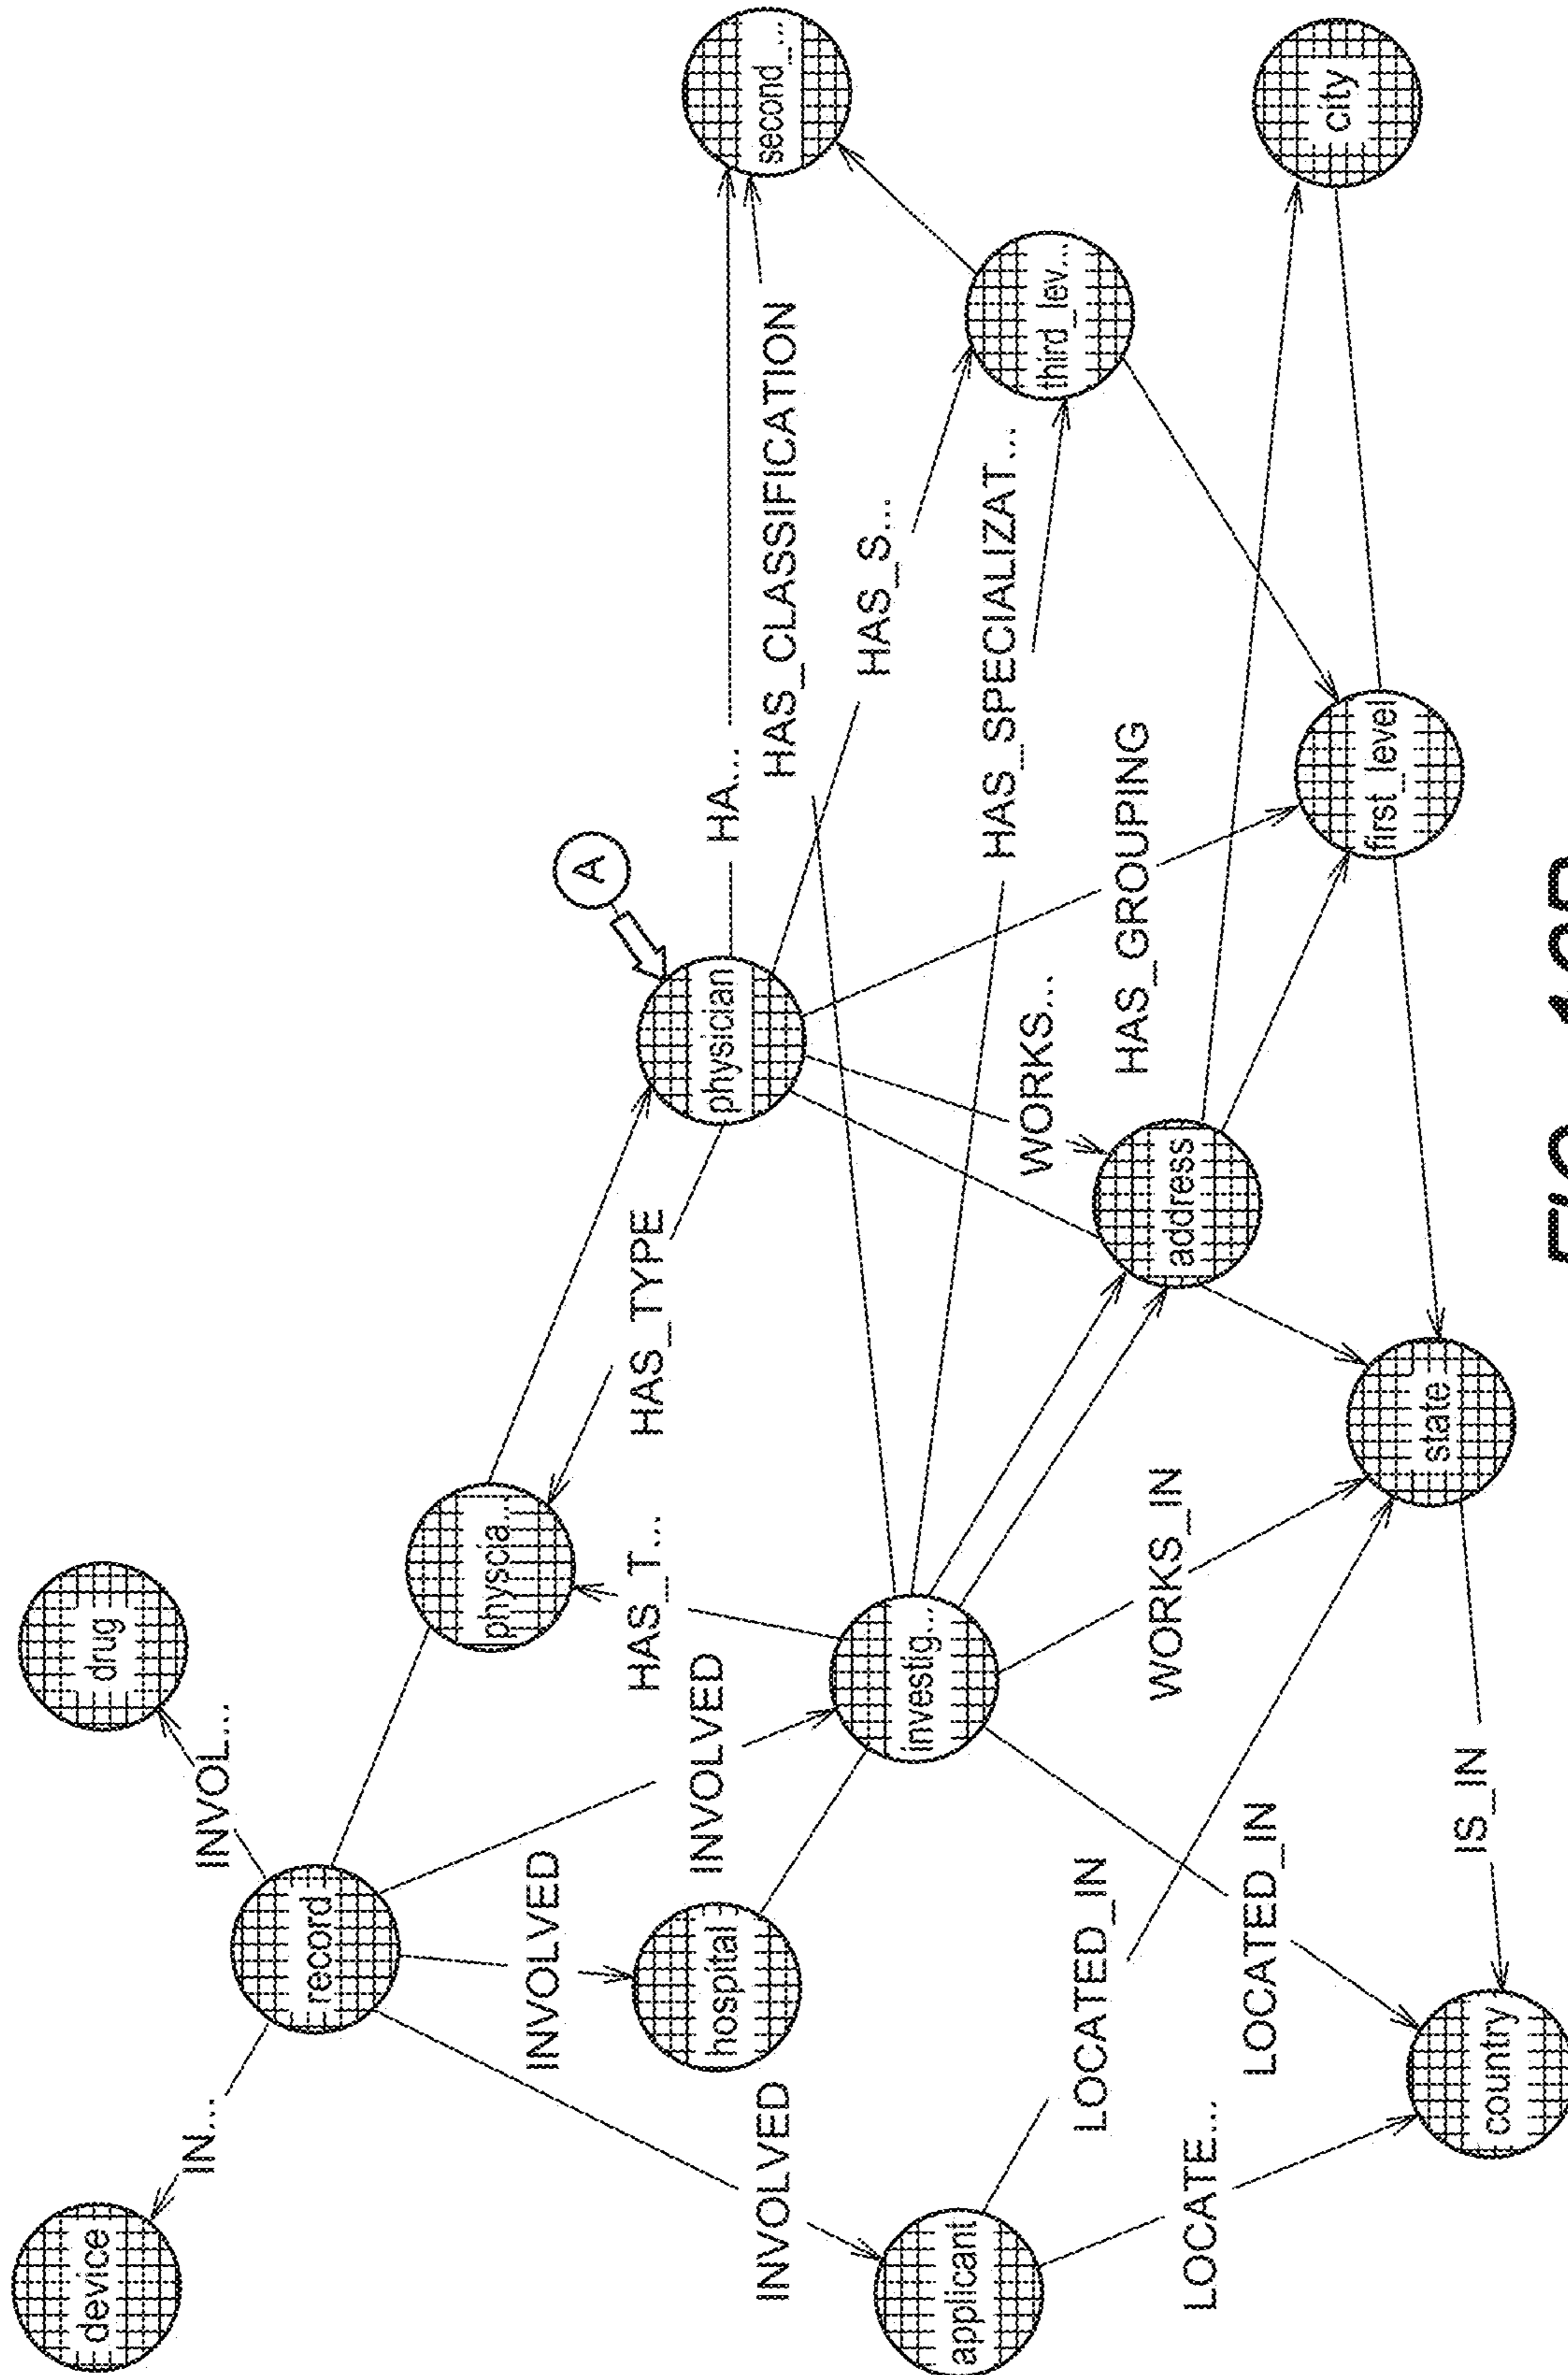 device
drug
IN...
INVOL...
record
physcia...
INVOLVED
A
HAS_T...
HAS_TYPE
hospital
INVOLVED
physician
HA...
INVOLVED
HAS_CLASSIFICATION
second_...
HAS_S...
investig...
applicant
HAS_SPECIALIZAT...
WORKS...
third_lev...
LOCATED_IN
HAS_GROUPING
WORKS_IN
address
LOCATE...
LOCATED_IN
city
first_level
state
IS_IN
country